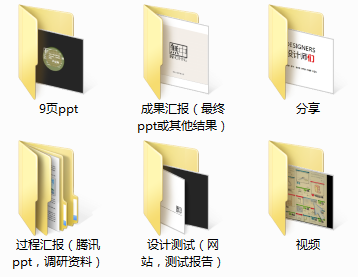 DESIGNERS
设计师们
9页ppt
成果汇报（最终
ppt或其他结果）
分享
过程汇报（腾讯
ppt，调研资料）
设计测试（网
站，测试报告）
视频